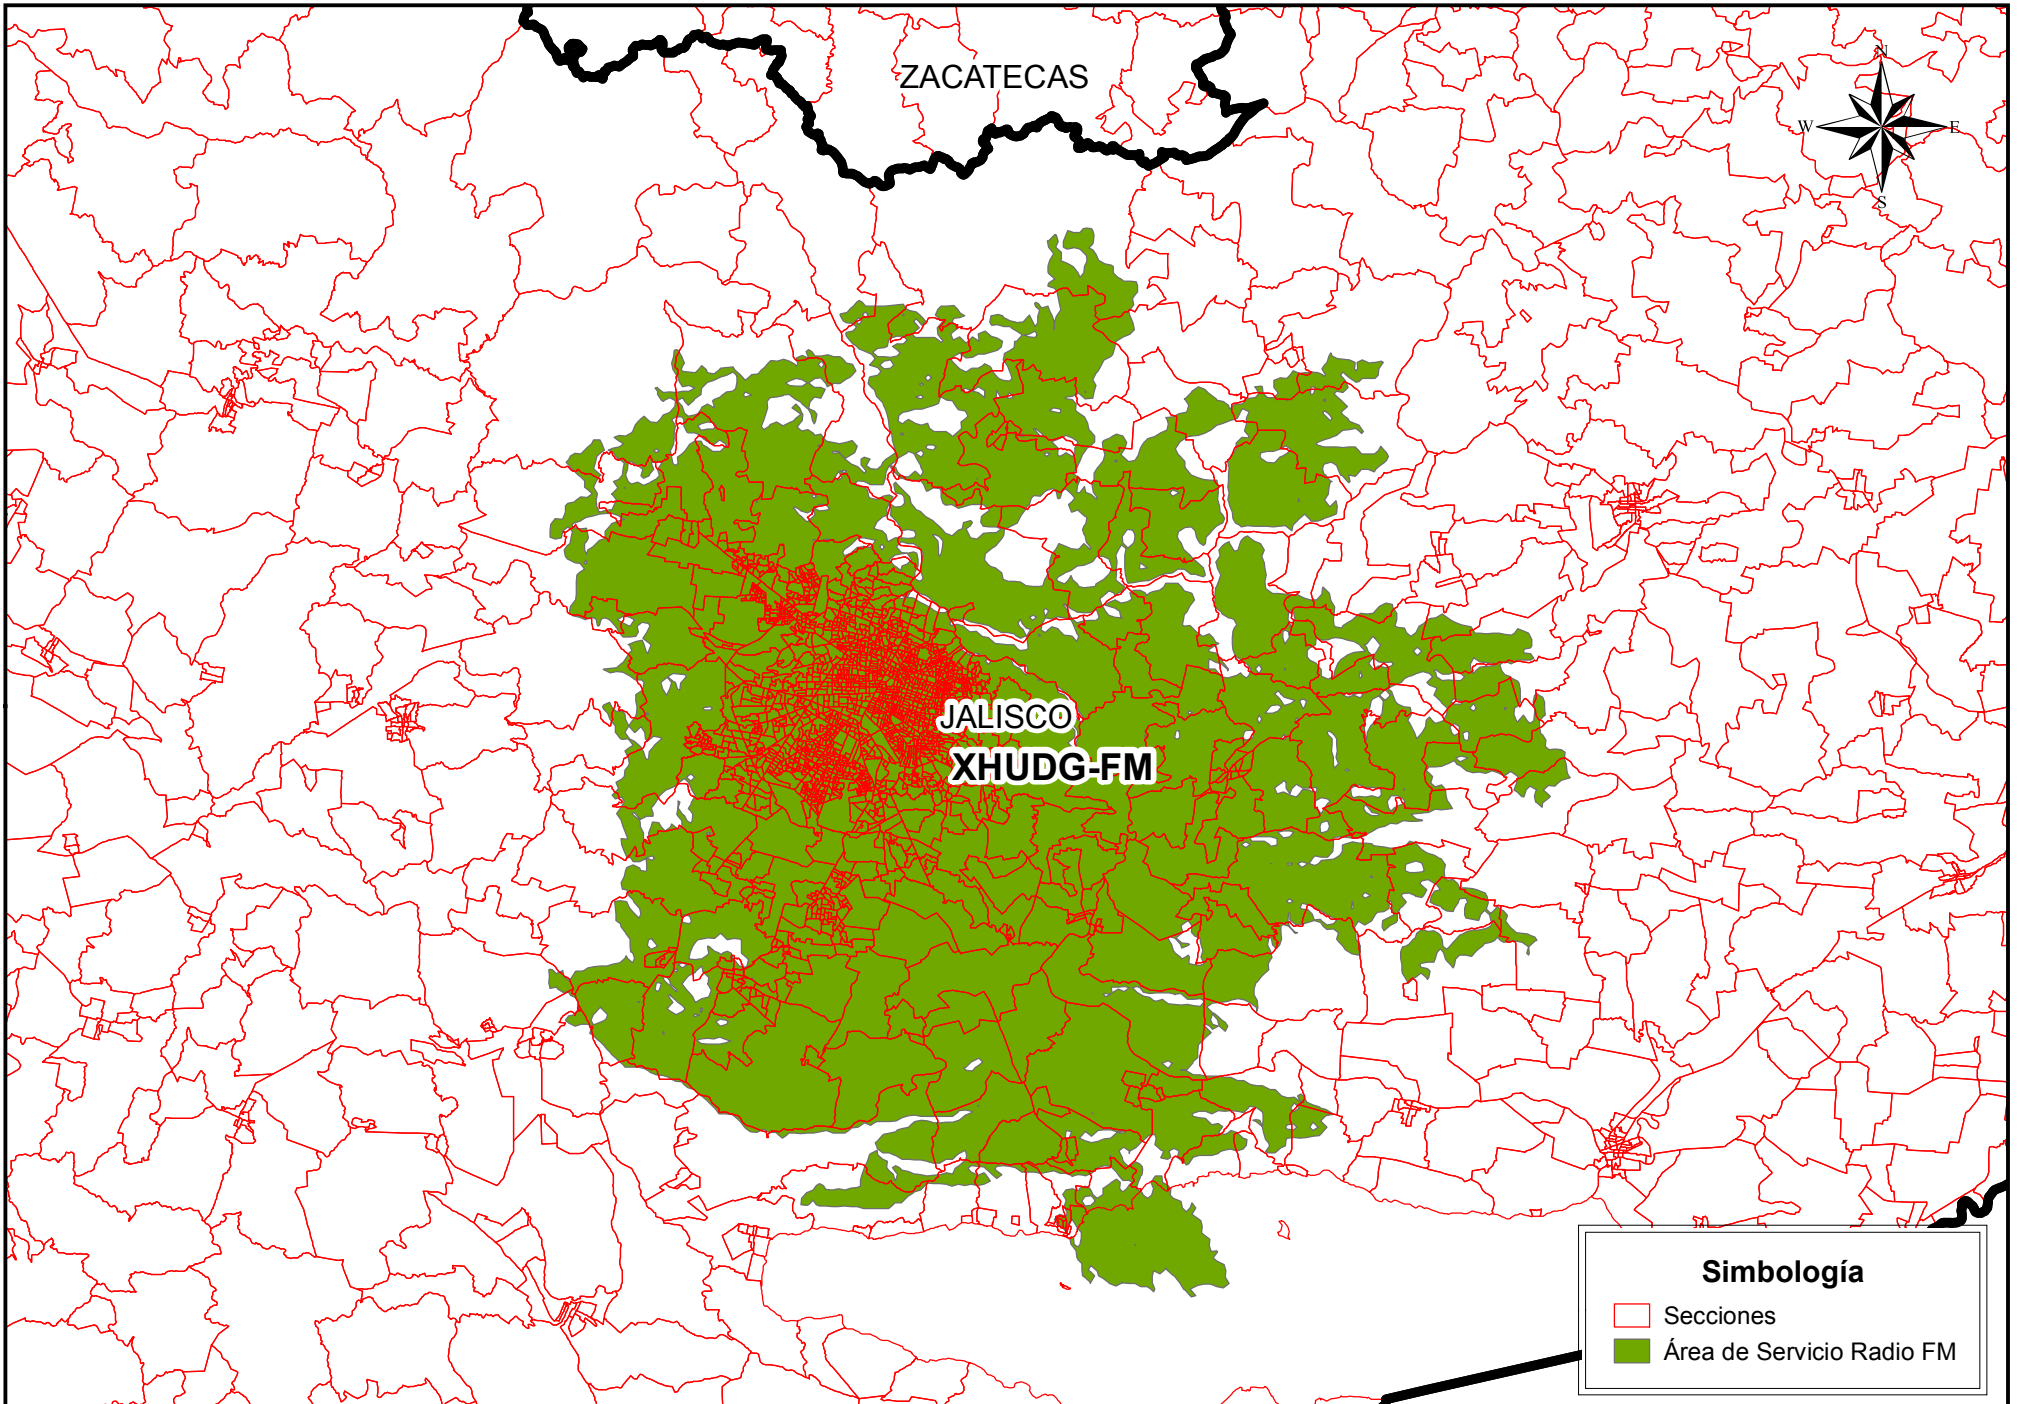 ZACATECAS
N
W E
S
JALISCO
XHUDG-FM
Simbología
Secciones
Área de Servicio Radio FM